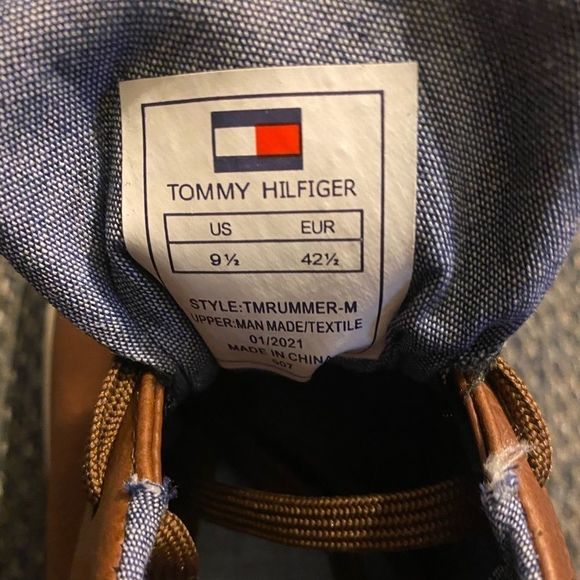 TOMMY HILFIGER
US EUR
9½ 42½
STYLE:TMRUMMER-M
UPPER:MAN MADE/TEXTILE
01/2021
MADE IN CHINA
507